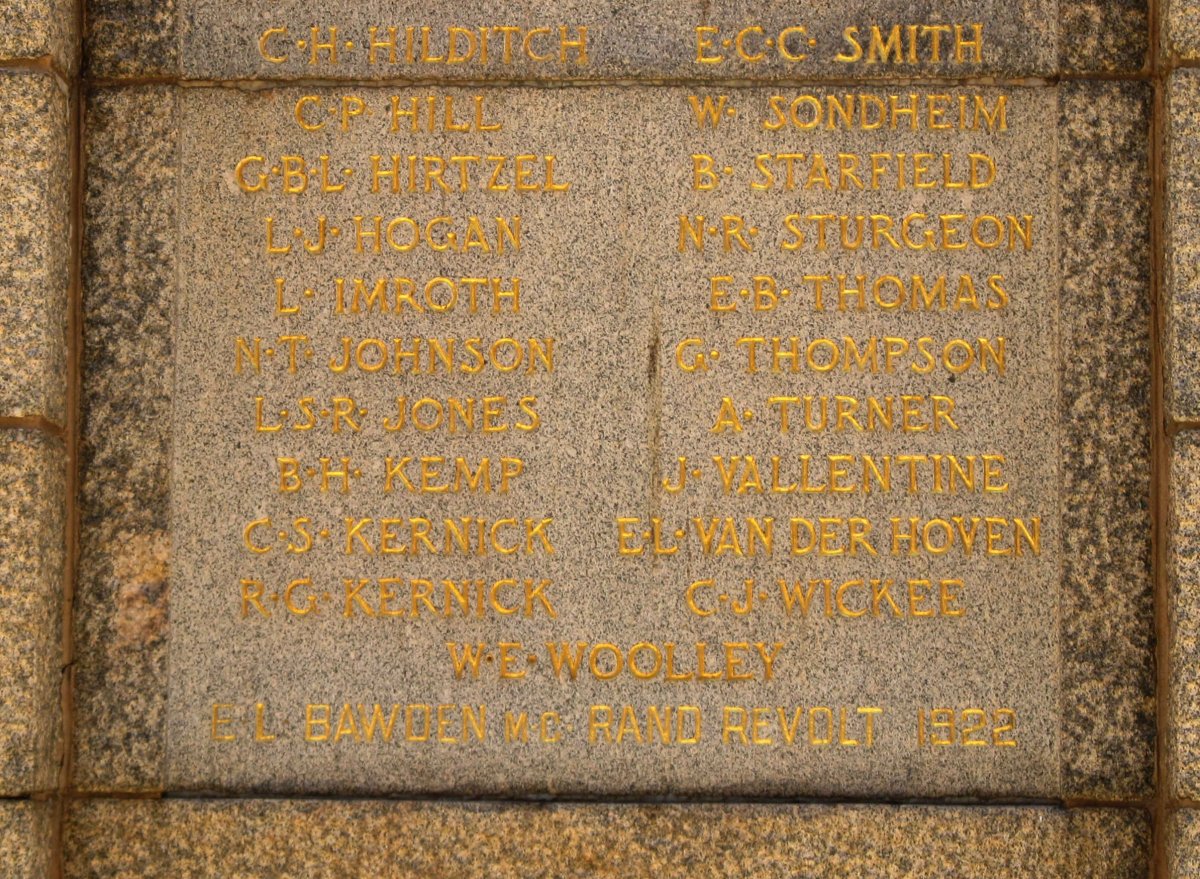 C·H· HILDITCH E·C·C· SMITH
C·P· HILL W· SONDHEIM
G·B·L· HIRTZEL B· STARFIELD
L·J· HOGAN N·R· STURGEON
L· IMROTH E·B· THOMAS
N·T· JOHNSON G· THOMPSON
L·S·R· JONES A· TURNER
B·H· KEMP J· VALLENTINE
C·S· KERNICK E·L· VAN DER HOVEN
R·G· KERNICK C·J· WICKEE
W·E· WOOLLEY
E L BAWDEN M·C· RAND REVOLT 1922